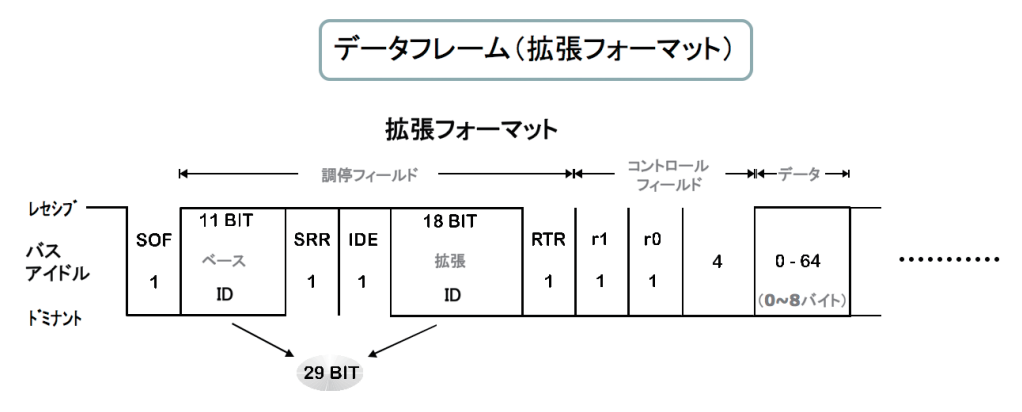 データフレーム（拡張フォーマット）
拡張フォーマット
調停フィールド
コントロール
フィールド
データ
レセシブ
バス
アイドル
ドミナント
SOF
1
11 BIT
ベース
ID
SRR
1
IDE
1
18 BIT
拡張
ID
RTR
1
r1
1
r0
1
4
0 - 64
(0~8バイト)
•••••••••••
29 BIT